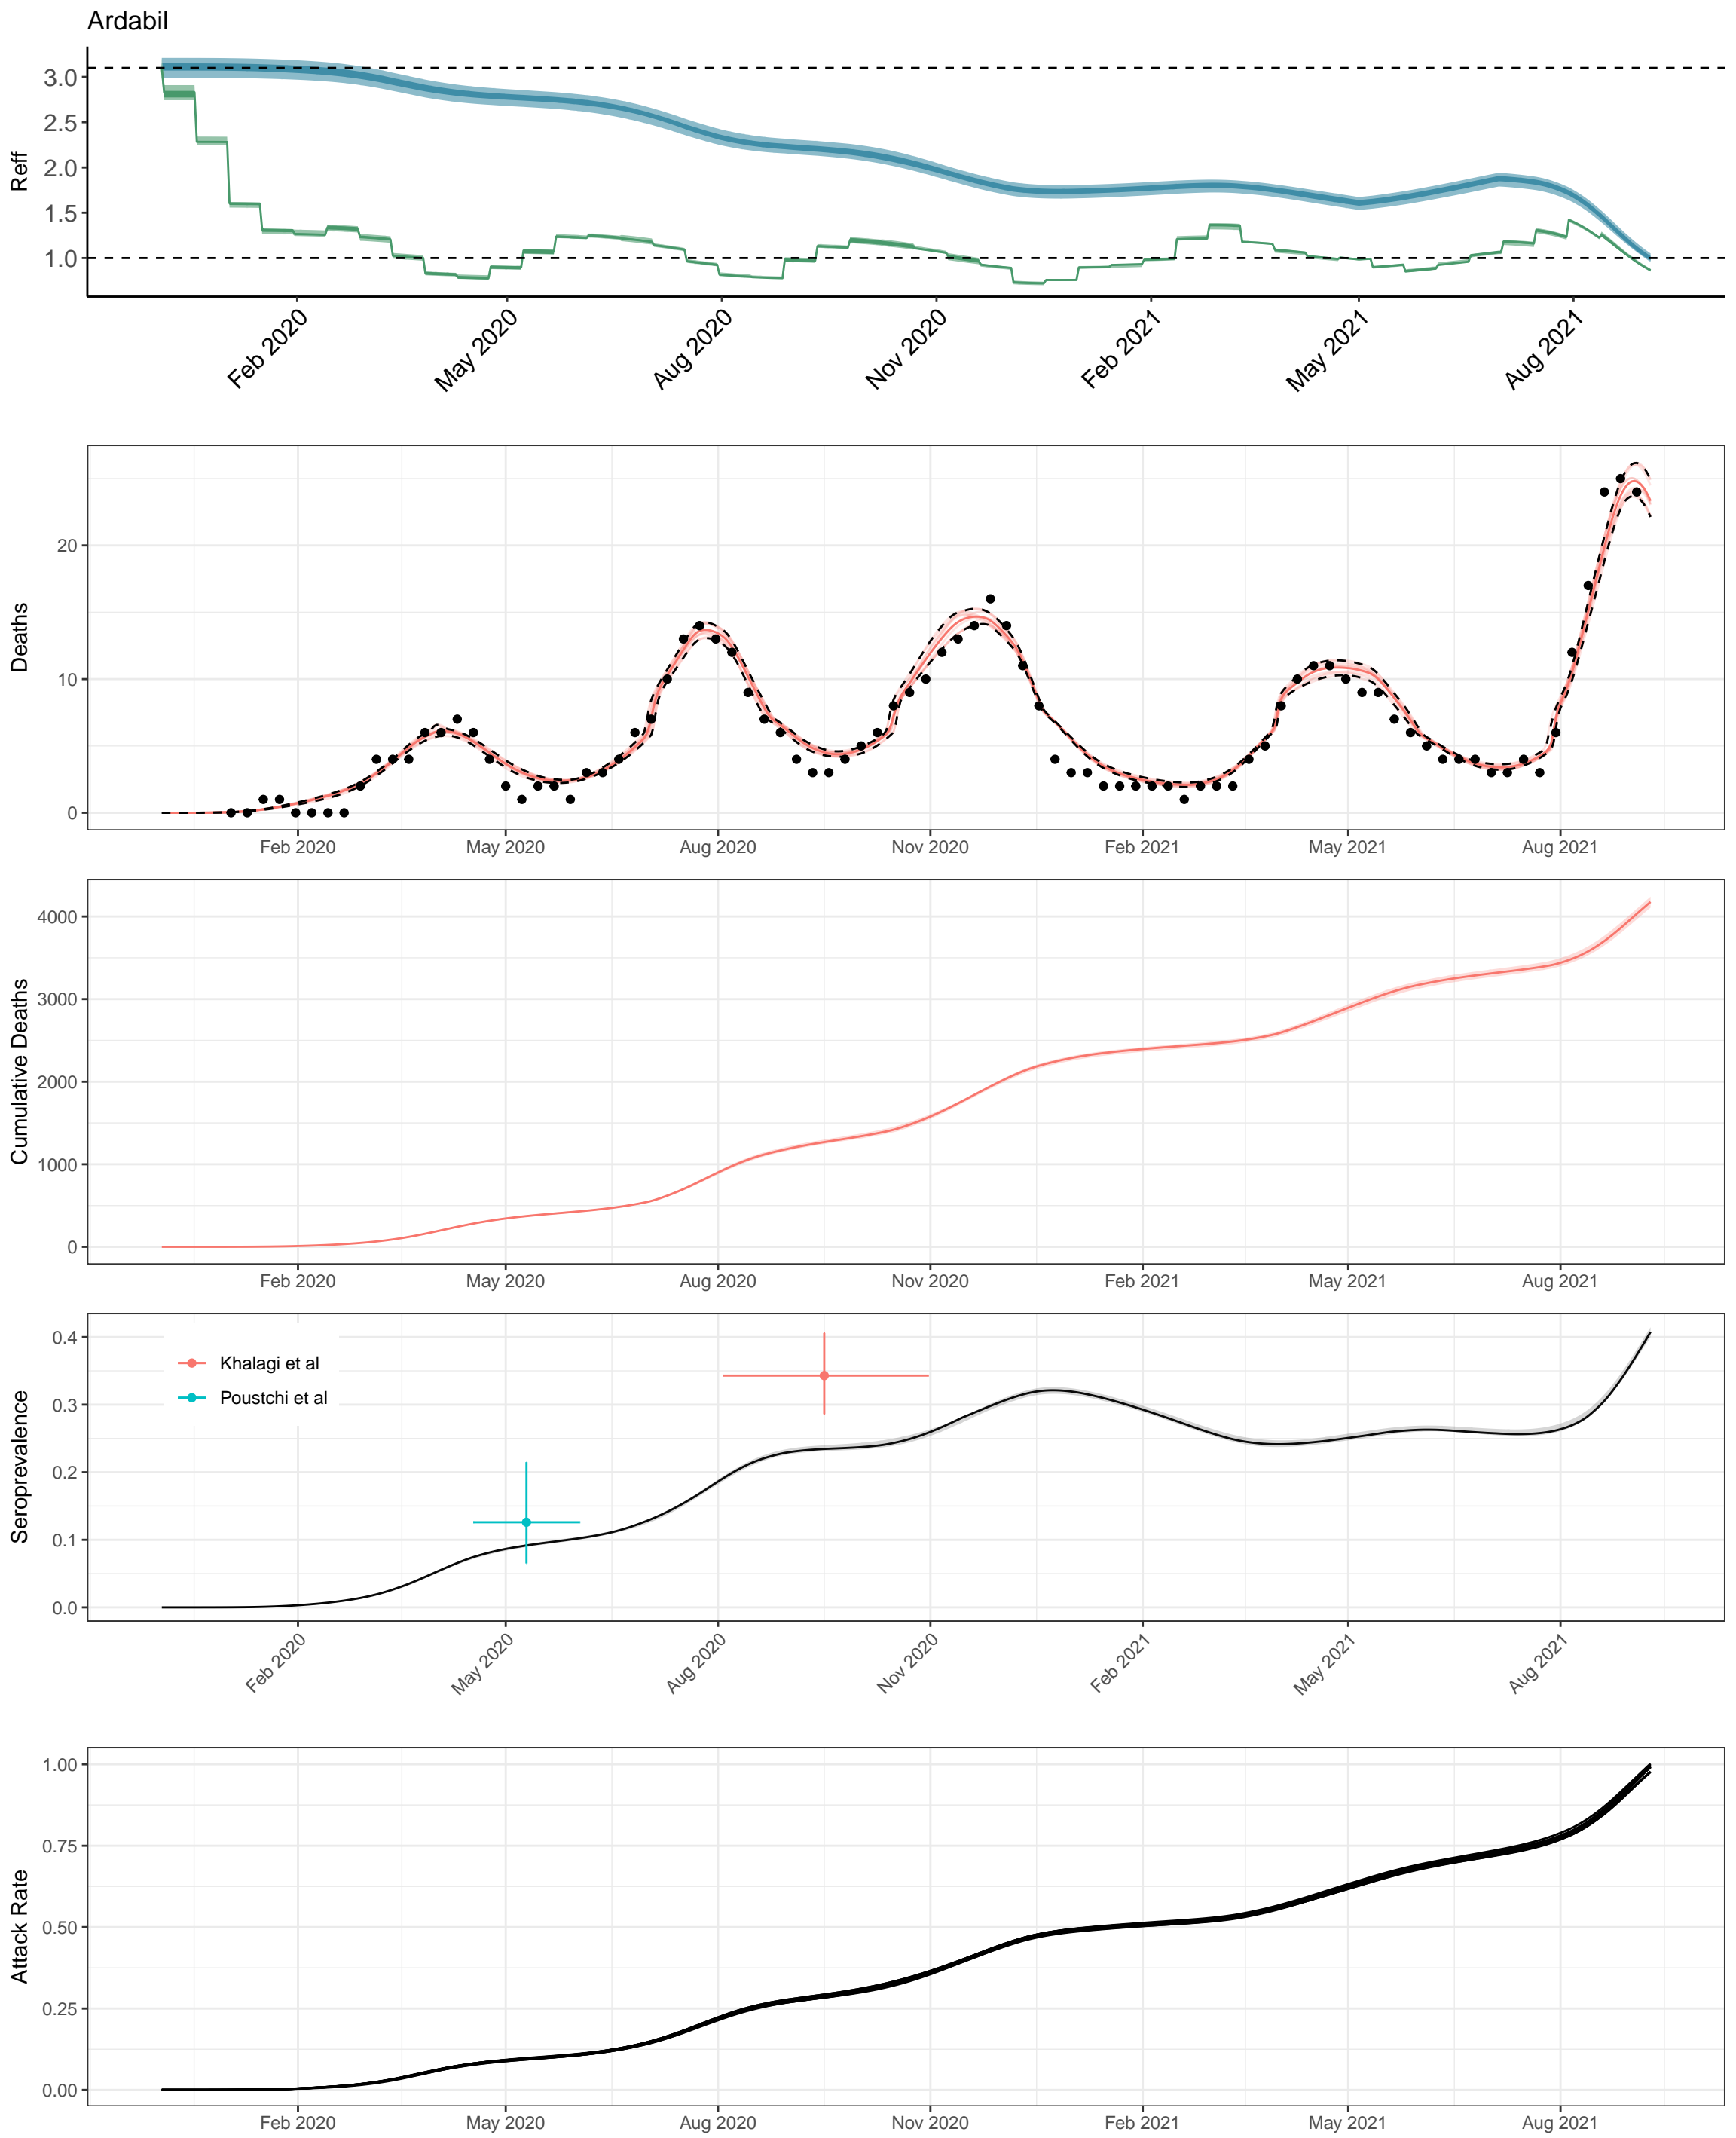 Ardabil
Reff
3.0
2.5
2.0
1.5
1.0
Feb 2020
May 2020
Aug 2020
Nov 2020
Feb 2021
May 2021
Aug 2021
Deaths
20
10
0
Feb 2020
May 2020
Aug 2020
Nov 2020
Feb 2021
May 2021
Aug 2021
Cumulative Deaths
4000
3000
2000
1000
0
Feb 2020
May 2020
Aug 2020
Nov 2020
Feb 2021
May 2021
Aug 2021
Seroprevalence
0.4
0.3
0.2
0.1
0.0
Khalagi et al
Poustchi et al
Feb 2020
May 2020
Aug 2020
Nov 2020
Feb 2021
May 2021
Aug 2021
Attack Rate
1.00
0.75
0.50
0.25
0.00
Feb 2020
May 2020
Aug 2020
Nov 2020
Feb 2021
May 2021
Aug 2021